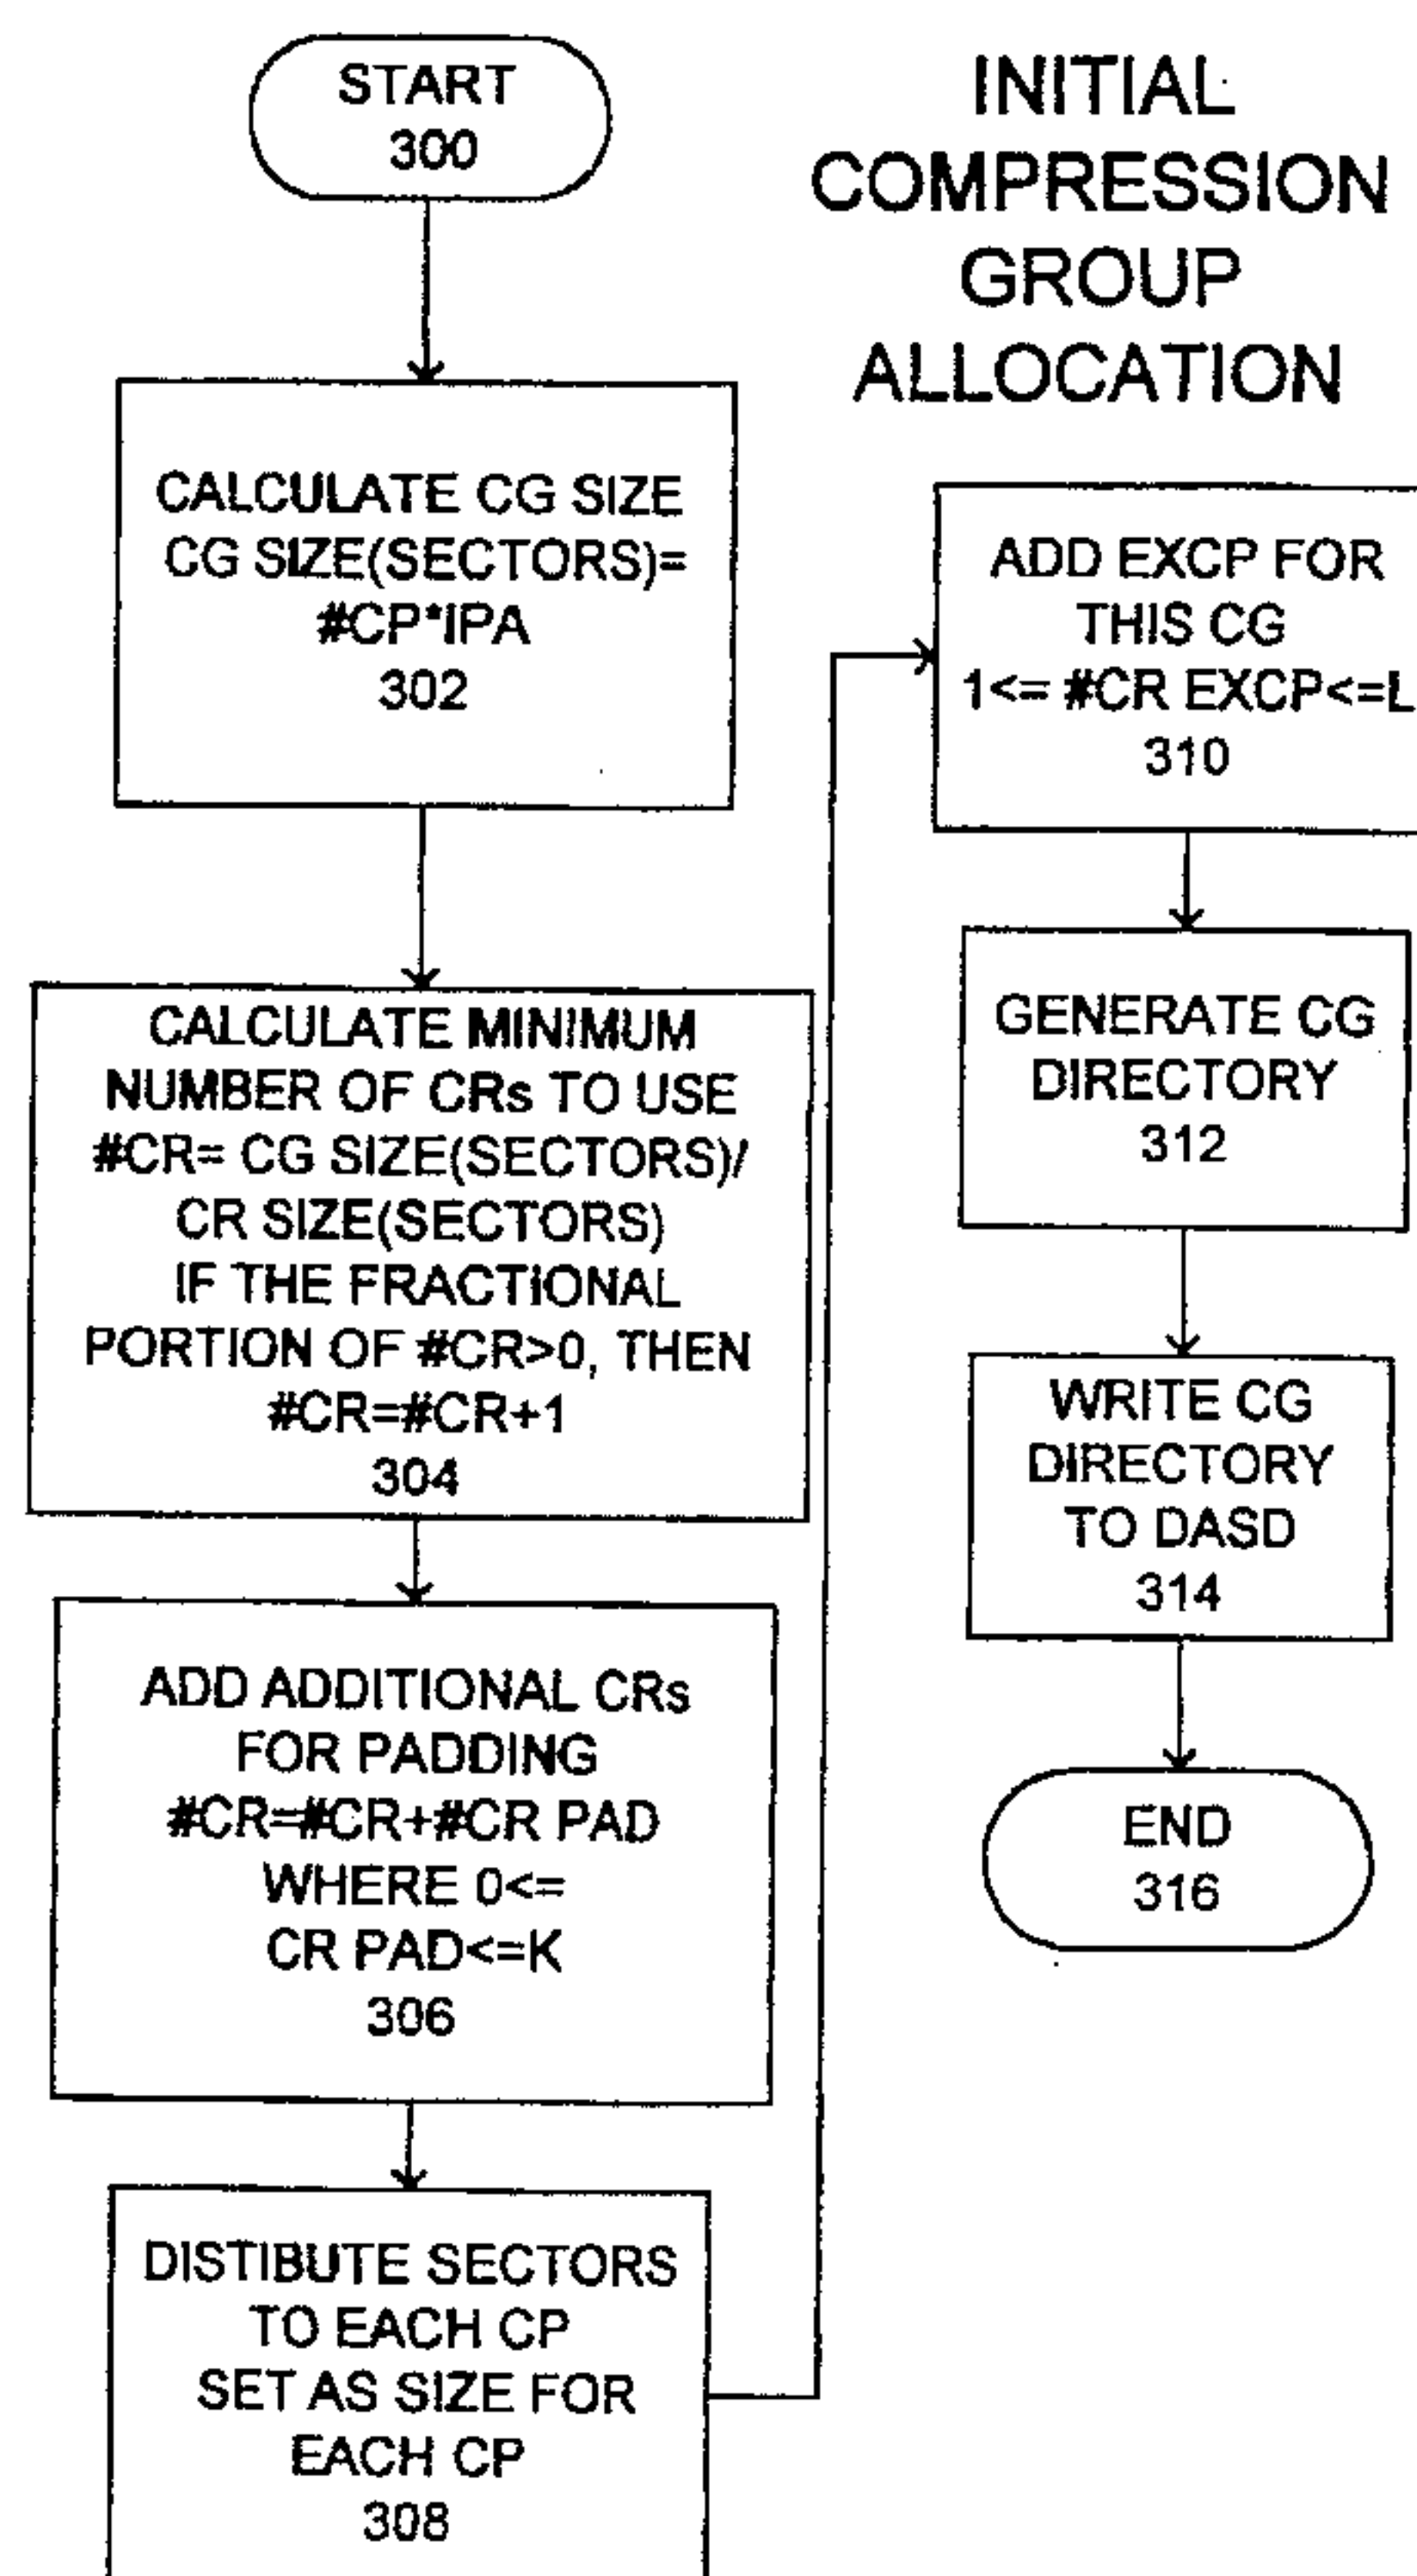 START
300
INITIAL
COMPRESSION
GROUP
ALLOCATION
CALCULATE CG SIZE
CG SIZE(SECTORS)=
#CP*IPA
302
CALCULATE MINIMUM
NUMBER OF CRs TO USE
#CR= CG SIZE(SECTORS)/
CR SIZE(SECTORS)
IF THE FRACTIONAL
PORTION OF #CR>0, THEN
#CR=#CR+1
304
ADD ADDITIONAL CRs
FOR PADDING
#CR=#CR+#CR PAD
WHERE 0<=
CR PAD<=K
306
DISTIBUTE SECTORS
TO EACH CP
SET AS SIZE FOR
EACH CP
308
ADD EXCP FOR
THIS CG
1<= #CR EXCP<=L
310
GENERATE CG
DIRECTORY
312
WRITE CG
DIRECTORY
TO DASD
314
END
316